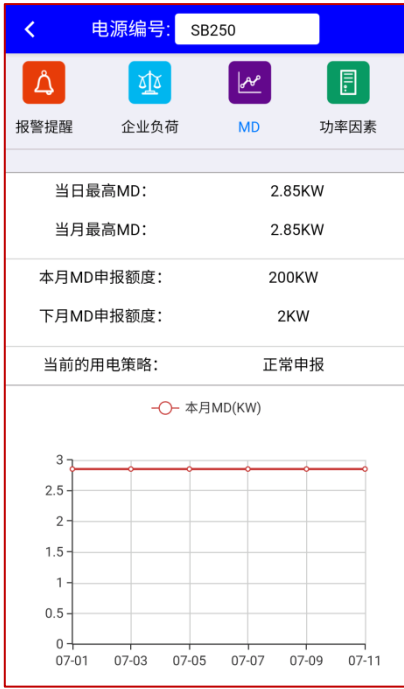 电源编号: SB250
报警提醒 企业负荷 MD 功率因素
当日最高MD： 2.85KW
当月最高MD： 2.85KW
本月MD申报额度： 200KW
下月MD申报额度： 2KW
当前的用电策略： 正常申报
本月MD(KW)
3
2.5
2
1.5
1
0.5
0
07-01 07-03 07-05 07-07 07-09 07-11